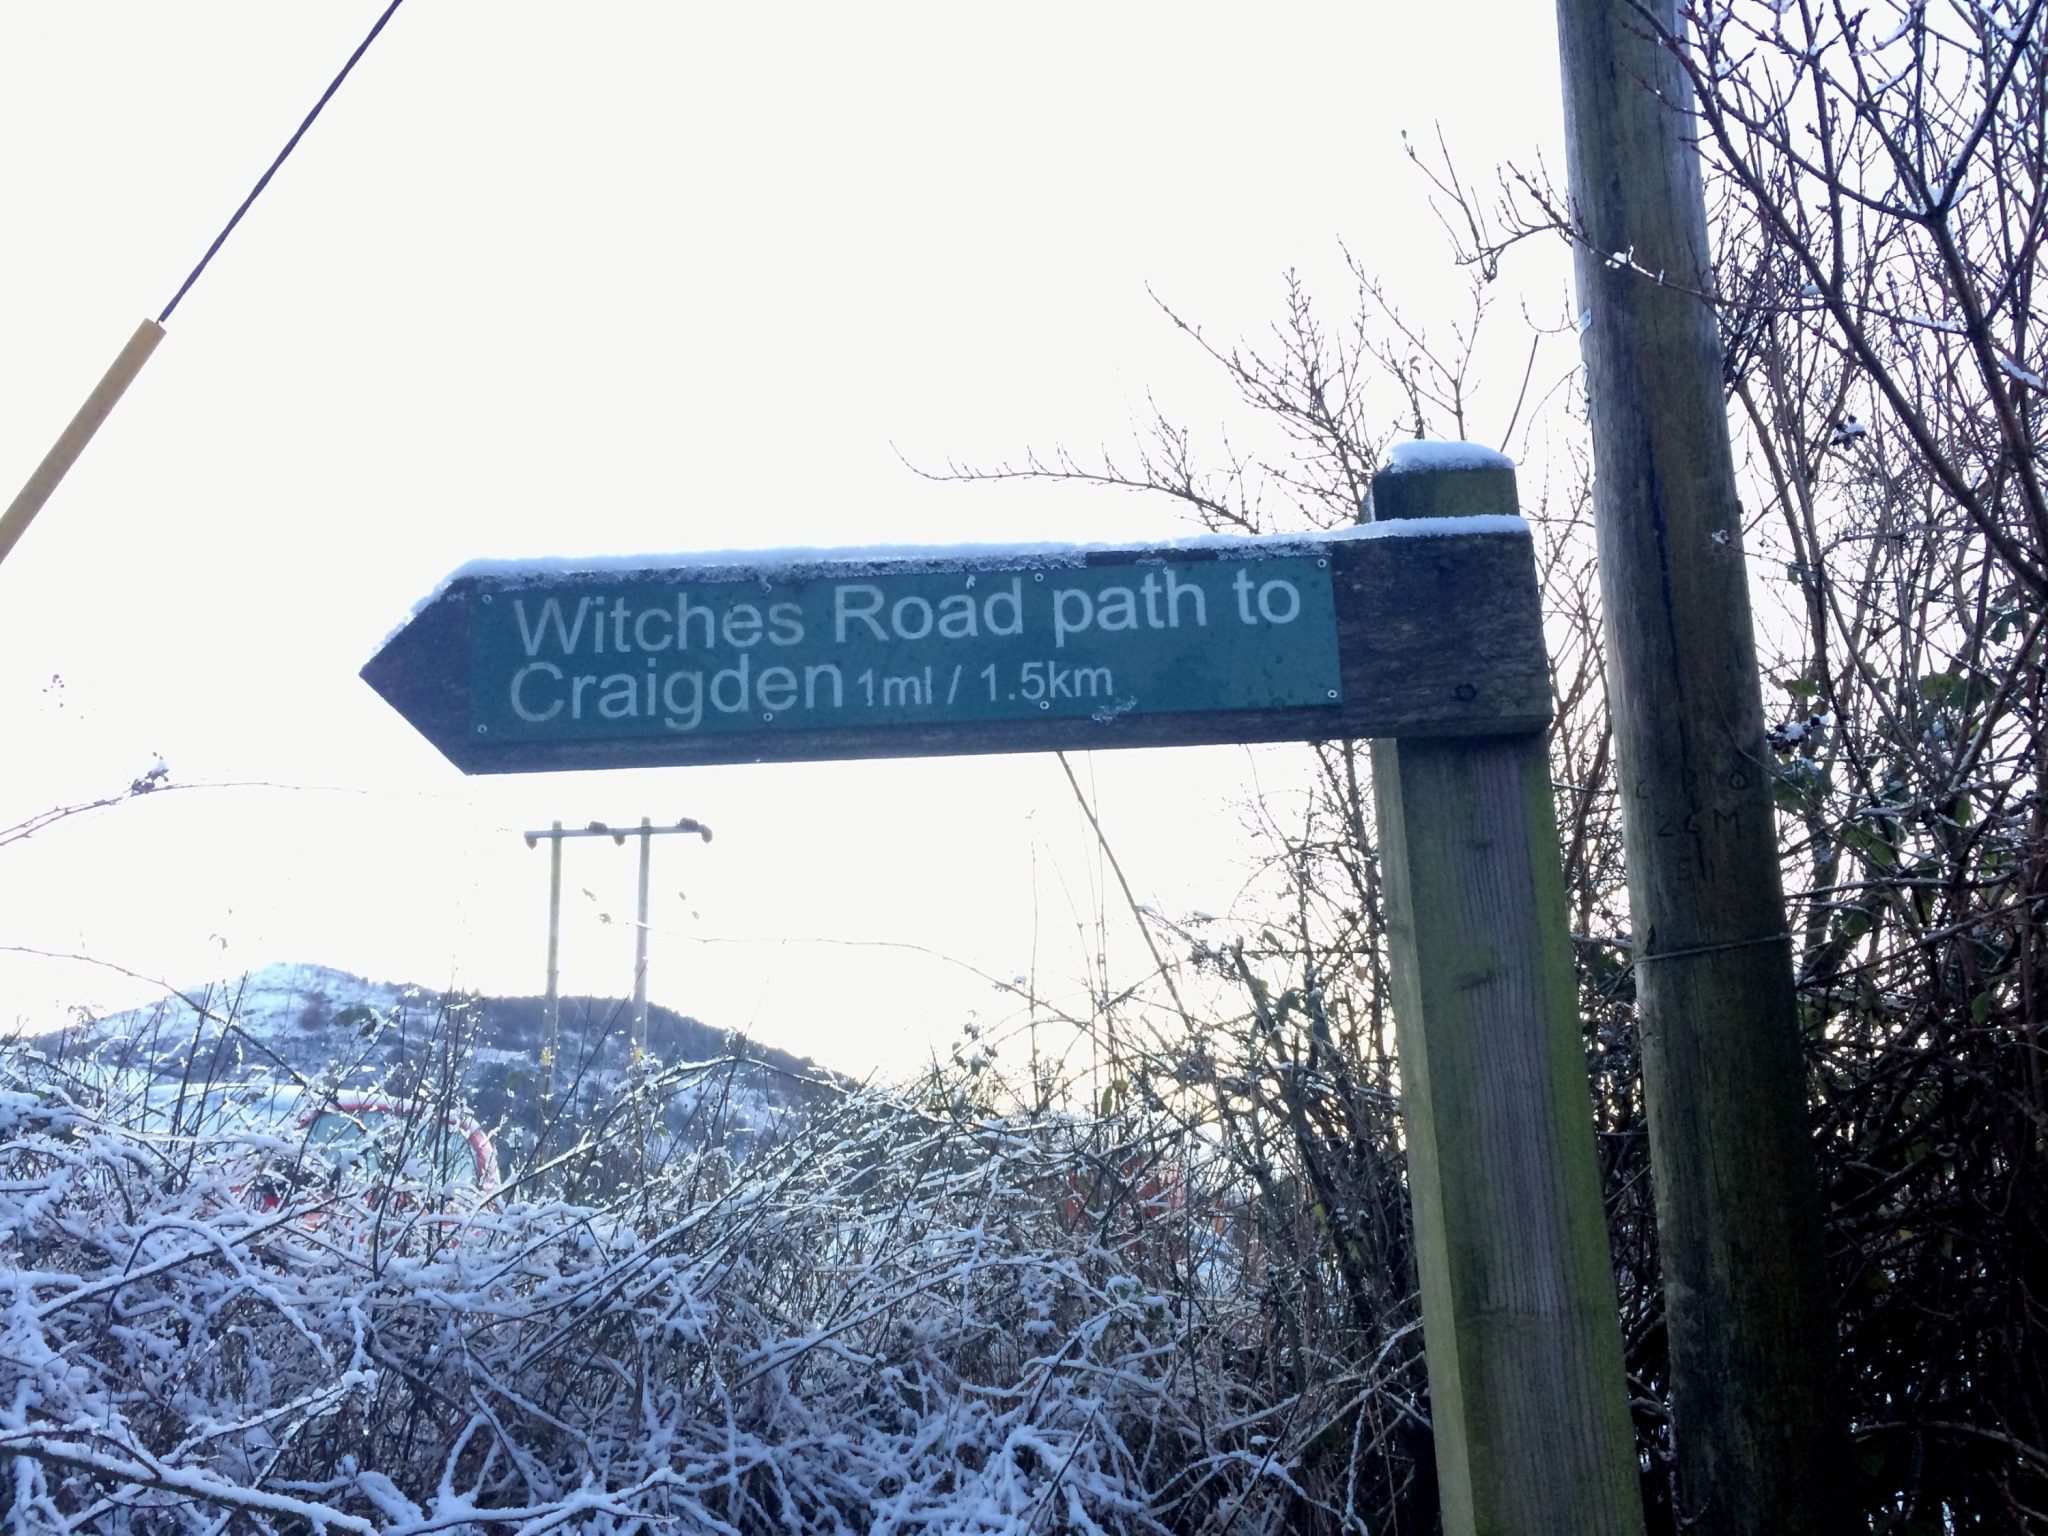 Witches Road path to
Craigden 1ml / 1.5km